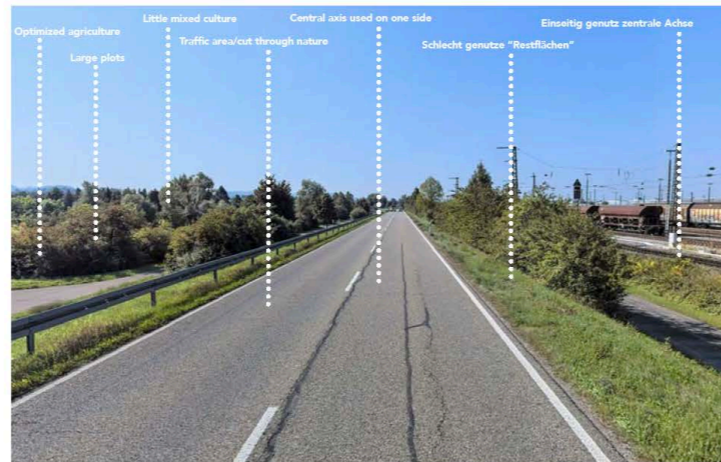 Optimized agriculture
Large plots
Little mixed culture
Traffic area/cut through nature
Central axis used on one side
Schlecht genutze "Restflächen"
Einseitig genutz zentrale Achse